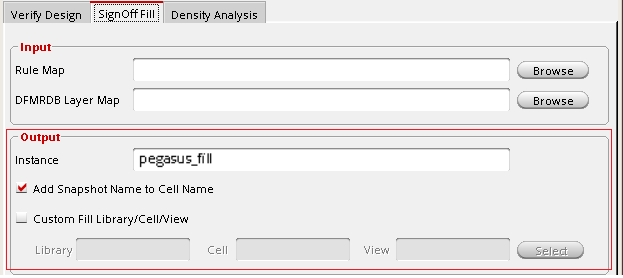 Verify Design SignOff Fill Density Analysis
Input
Rule Map Browse
DFMRDB Layer Map Browse
Output
Instance pegasus_fill
Add Snapshot Name to Cell Name
Custom Fill Library/Cell/View
Library Cell View Select